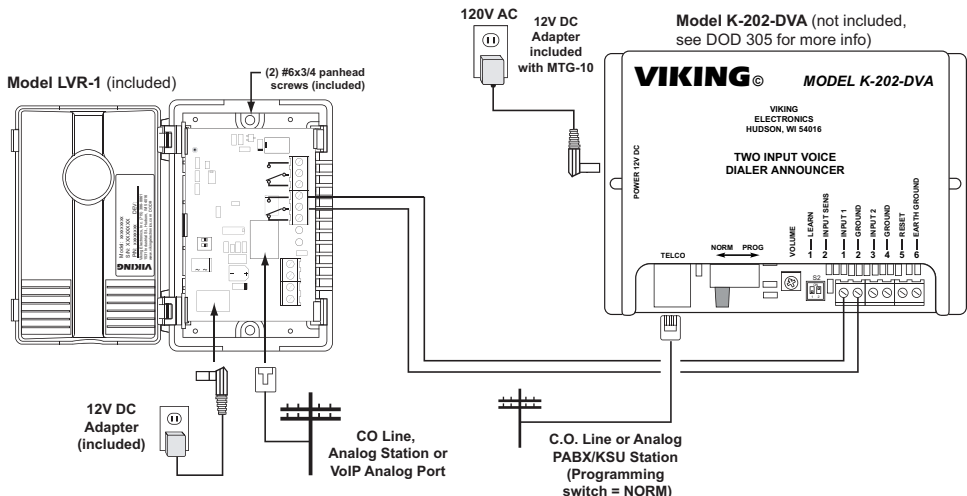 Model LVR-1 (included)
(2) #6x3/4 panhead
screws (included)
VIKING
12V DC
Adapter
(included)
CO Line,
Analog Station or
VoIP Analog Port
120V AC
12V DC
Adapter
included
with MTG-10
Model K-202-DVA (not included,
see DOD 305 for more info)
VIKING©
MODEL K-202-DVA
VIKING
ELECTRONICS
HUDSON, WI 54016
TWO INPUT VOICE
DIALER ANNOUNCER
POWER 12V DC
TELCO
NORM
PROG
VOLUME
1 LEARN
2 INPUT SENS
1 INPUT 1
2 GROUND
3 INPUT 2
4 GROUND
5 RESET
6 EARTH GROUND
S2
C.O. Line or Analog
PABX/KSU Station
(Programming
switch = NORM)